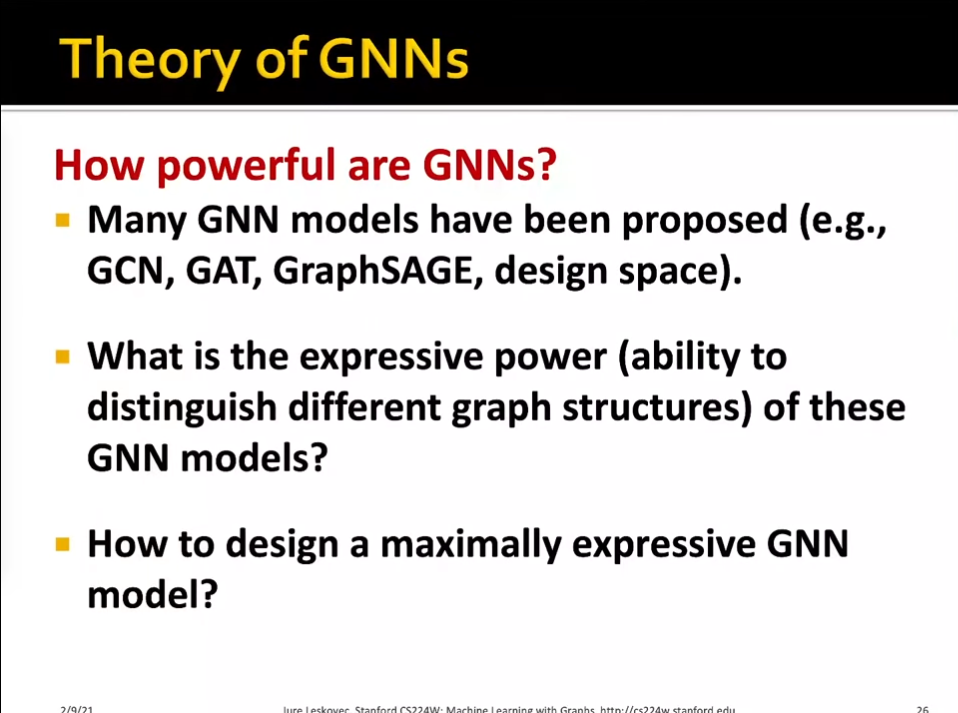 Theory of GNNs
How powerful are GNNs?
Many GNN models have been proposed (e.g.,
GCN, GAT, GraphSAGE, design space).
What is the expressive power (ability to
distinguish different graph structures) of these
GNN models?
How to design a maximally expressive GNN
model?
2/9/21
Jure Leskovec, Stanford CS224W: Machine Learning with Graphs, http://cs224w.stanford.edu
26